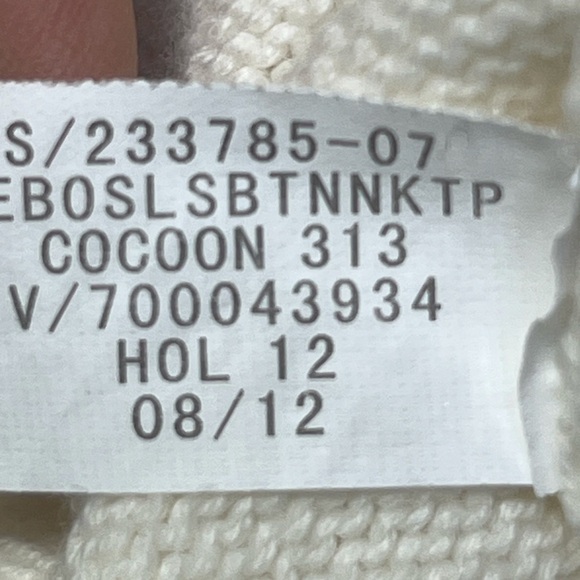 S/233785-07
EBOSLSBTNNKTP
COCOON 313
V/700043934
HOL 12
08/12